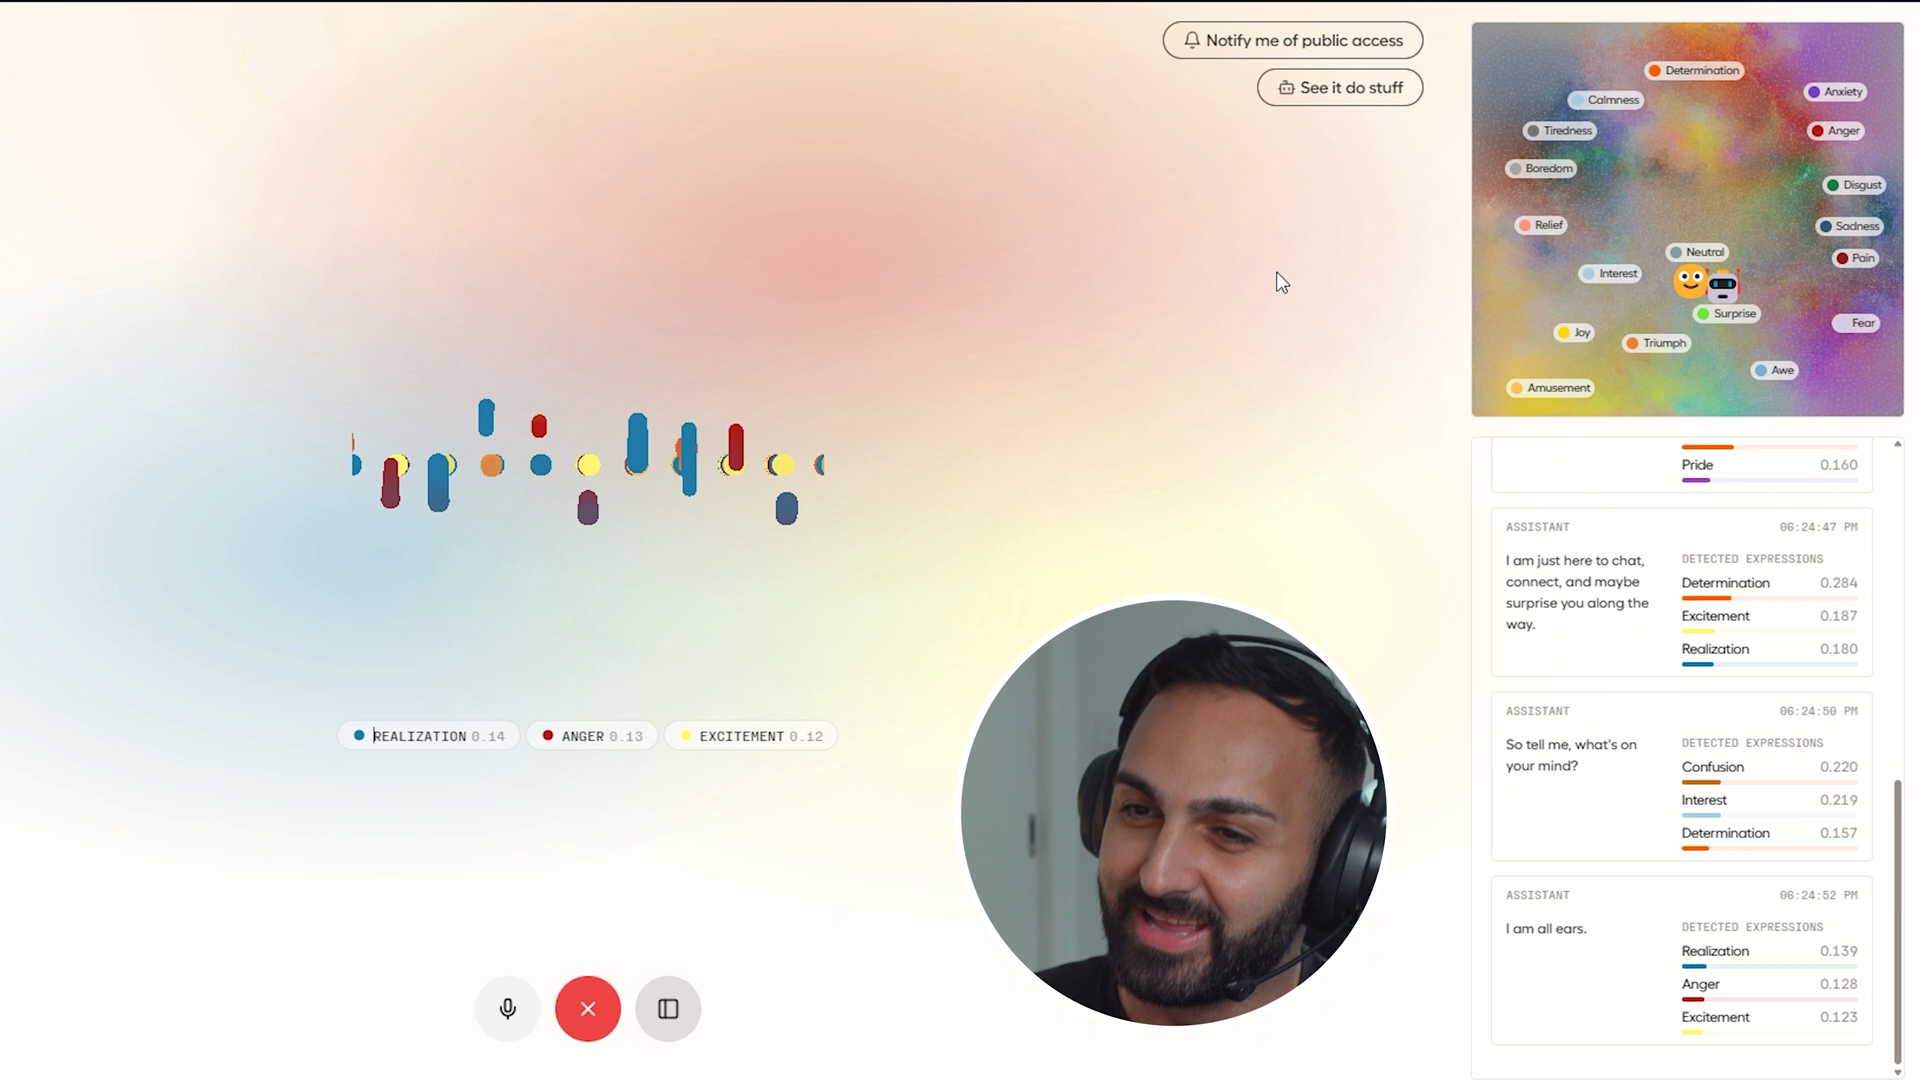 Notify me of public access
See it do stuff
REALIZATION 0.14
ANGER 0.13
EXCITEMENT 0.12
Determination
Calmness
Anxiety
Tiredness
Anger
Boredom
Disgust
Relief
Sadness
Neutral
Pain
Interest
Surprise
Fear
Joy
Triumph
Awe
Amusement
Pride 0.160
ASSISTANT 06:24:47 PM
I am just here to chat,
connect, and maybe
surprise you along the
way.
DETECTED EXPRESSIONS
Determination 0.284
Excitement 0.187
Realization 0.180
ASSISTANT 06:24:50 PM
So tell me, what's on
your mind?
DETECTED EXPRESSIONS
Confusion 0.220
Interest 0.219
Determination 0.157
ASSISTANT 06:24:52 PM
I am all ears.
DETECTED EXPRESSIONS
Realization 0.139
Anger 0.128
Excitement 0.123